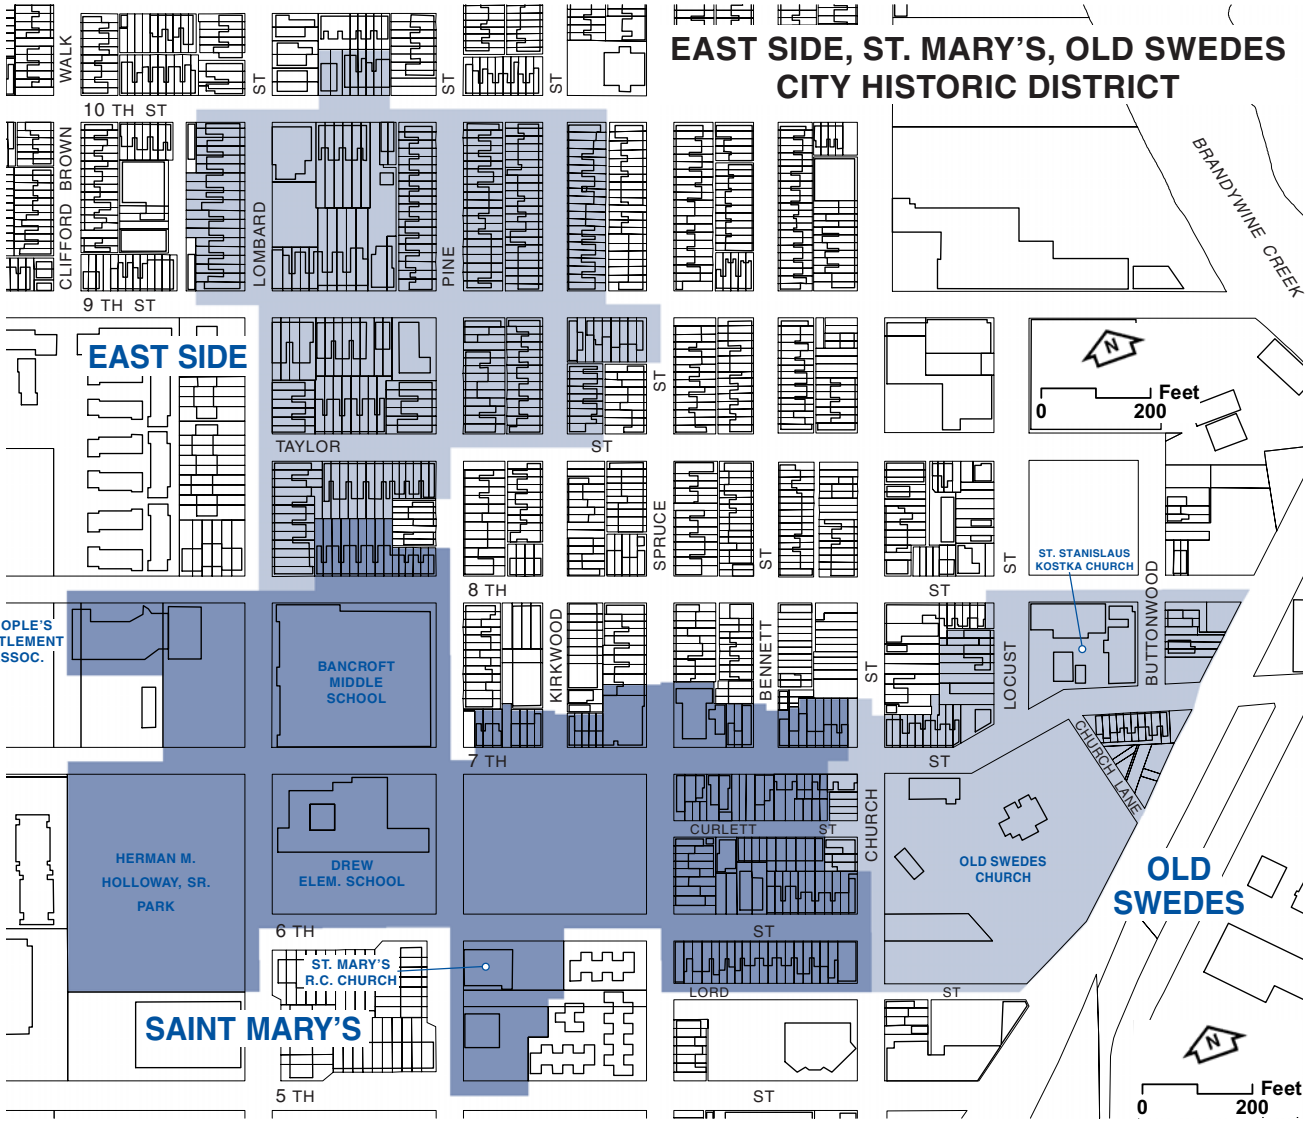 EAST SIDE, ST. MARY'S, OLD SWEDES
CITY HISTORIC DISTRICT
WALK
ST
ST
ST
10 TH ST
CLIFFORD BROWN
LOMBARD
PINE
BRANDYWINE CREEK
9 TH ST
EAST SIDE
N
Feet
0 200
ST
TAYLOR
ST
SPRUCE
ST
ST
ST. STANISLAUS
KOSTKA CHURCH
8 TH
ST
OPLE'S
TLEMENT
SSOC.
BANCROFT
MIDDLE
SCHOOL
KIRKWOOD
BENNETT
ST
LOCUST
BUTTONWOOD
7 TH
ST
CHURCH LANE
CURLETT ST
CHURCH
HERMAN M.
HOLLOWAY, SR.
PARK
DREW
ELEM. SCHOOL
OLD SWEDES
CHURCH
OLD
SWEDES
6 TH
ST
ST. MARY'S
R.C. CHURCH
LORD
ST
SAINT MARY'S
N
5 TH
ST
Feet
0 200